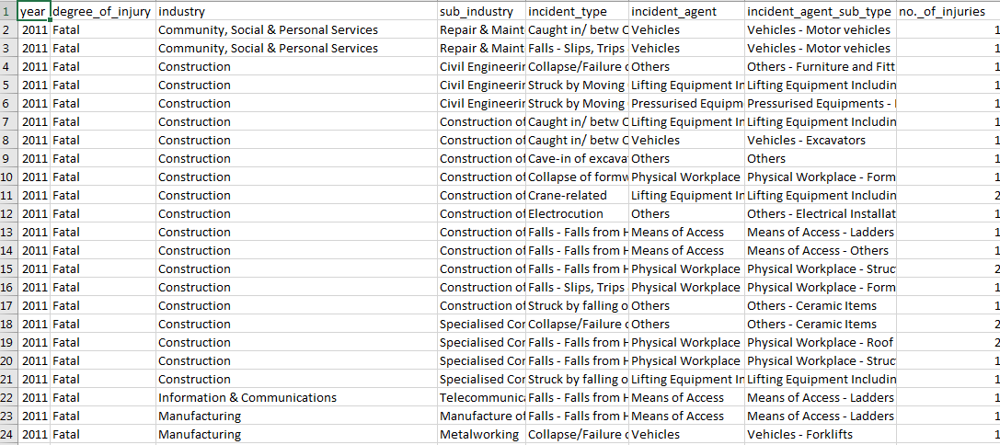 1 year degree_of_injury industry sub_industry incident_type incident_agent incident_agent_sub_type no._of_injuries
2 2011 Fatal Community, Social & Personal Services Repair & Maint Caught in/ betw O Vehicles Vehicles - Motor vehicles 1
3 2011 Fatal Community, Social & Personal Services Repair & Maint Falls - Slips, Trips Vehicles Vehicles - Motor vehicles 1
4 2011 Fatal Construction Civil Engineerin Collapse/Failure o Others Others - Furniture and Fitt 1
5 2011 Fatal Construction Civil Engineerin Struck by Moving Lifting Equipment In Lifting Equipment Includin 1
6 2011 Fatal Construction Civil Engineerin Struck by Moving Pressurised Equipm Pressurised Equipments - 1
7 2011 Fatal Construction Construction of Caught in/ betw O Lifting Equipment In Lifting Equipment Includin 1
8 2011 Fatal Construction Construction of Caught in/ betw O Vehicles Vehicles - Excavators 1
9 2011 Fatal Construction Construction of Cave-in of excava Others Others 1
10 2011 Fatal Construction Construction of Collapse of formw Physical Workplace Physical Workplace - Form 1
11 2011 Fatal Construction Construction of Crane-related Lifting Equipment In Lifting Equipment Includin 2
12 2011 Fatal Construction Construction of Electrocution Others Others - Electrical Installat 1
13 2011 Fatal Construction Construction of Falls - Falls from H Means of Access Means of Access - Ladders 1
14 2011 Fatal Construction Construction of Falls - Falls from H Means of Access Means of Access - Others 1
15 2011 Fatal Construction Construction of Falls - Falls from H Physical Workplace Physical Workplace - Struc 2
16 2011 Fatal Construction Construction of Falls - Slips, Trips Physical Workplace Physical Workplace - Form 1
17 2011 Fatal Construction Construction of Struck by falling o Others Others - Ceramic Items 1
18 2011 Fatal Construction Specialised Con Collapse/Failure o Others Others - Ceramic Items 2
19 2011 Fatal Construction Specialised Con Falls - Falls from H Physical Workplace Physical Workplace - Roof 2
20 2011 Fatal Construction Specialised Con Falls - Falls from H Physical Workplace Physical Workplace - Struc 1
21 2011 Fatal Construction Specialised Con Struck by falling o Lifting Equipment In Lifting Equipment Includin 1
22 2011 Fatal Information & Communications Telecommunica Falls - Falls from H Means of Access Means of Access - Ladders 1
23 2011 Fatal Manufacturing Manufacture of Falls - Falls from H Means of Access Means of Access - Ladders 1
24 2011 Fatal Manufacturing Metalworking Collapse/Failure o Vehicles Vehicles - Forklifts 1